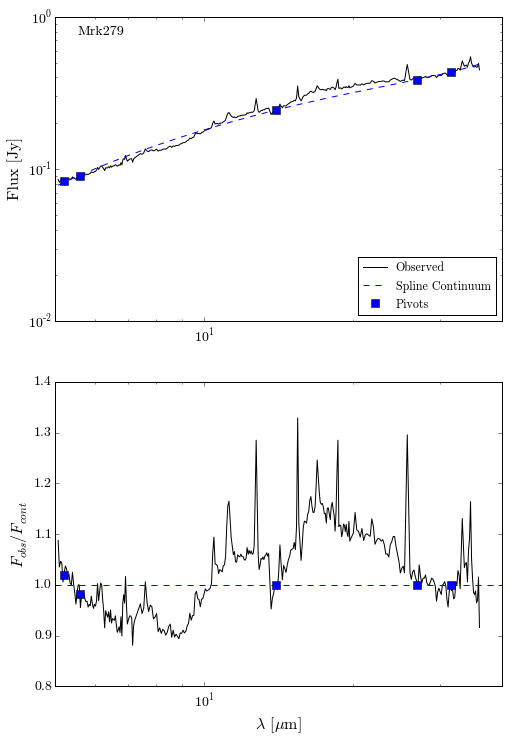 10^0
Mrk279
Flux [Jy]
10^-1
Observed
Spline Continuum
Pivots
10^-2
10^1
1.4
1.3
1.2
F_obs/F_cont
1.1
1.0
0.9
0.8
10^1
λ [μm]